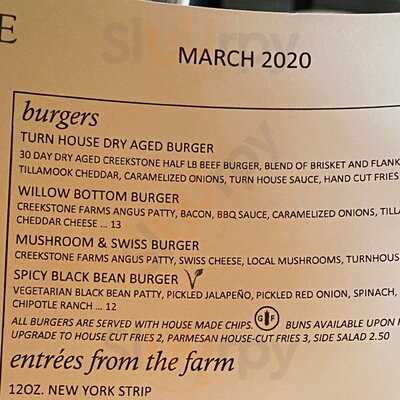 E
MARCH 2020
burgers
TURN HOUSE DRY AGED BURGER
30 DAY DRY AGED CREEKSTONE HALF LB BEEF BURGER, BLEND OF BRISKET AND FLANK
TILLAMOOK CHEDDAR, CARAMELIZED ONIONS, TURN HOUSE SAUCE, HAND CUT FRIES
WILLOW BOTTOM BURGER
CREEKSTONE FARMS ANGUS PATTY, BACON, BBQ SAUCE, CARAMELIZED ONIONS, TILLA
CHEDDAR CHEESE ... 13
MUSHROOM & SWISS BURGER
CREEKSTONE FARMS ANGUS PATTY, SWISS CHEESE, LOCAL MUSHROOMS, TURNHOUS
SPICY BLACK BEAN BURGER V
VEGETARIAN BLACK BEAN PATTY, PICKLED JALAPEÑO, PICKLED RED ONION, SPINACH,
CHIPOTLE RANCH ... 12
ALL BURGERS ARE SERVED WITH HOUSE MADE CHIPS. GF BUNS AVAILABLE UPON
UPGRADE TO HOUSE CUT FRIES 2, PARMESAN HOUSE-CUT FRIES 3, SIDE SALAD 2.50
entrées from the farm
12OZ. NEW YORK STRIP
sluurpy
sluurpy
sluurpy